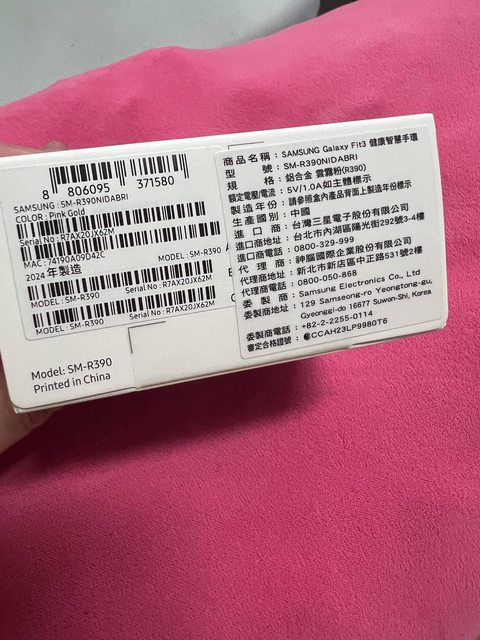 8 806095 371580
SAMSUNG: SM-R390NIDABRI
COLOR: Pink Gold
Serial No: R7AX20JX62M
MAC: 74190A09D42C
2024 年製造
MODEL: SM-R390
MODEL: SM-R390 Serial No: R7AX20JX62M
MODEL: SM-R390 Serial No: R7AX20JX62M
Model: SM-R390
Printed in China
商品名稱: SAMSUNG Galaxy Fit3 健康智慧手環
型號: SM-R390NIDABRI
規格: 鋁合金 雲霧粉(R390)
額定電壓/電流: 5V/1.0A如主體標示
製造年份: 請參照盒內產品背面上製造年份標示
生產國別: 中國
進口商: 台灣三星電子股份有限公司
進口商地址: 台北市內湖區陽光街292號3-4樓
進口商電話: 0800-329-999
代理商: 神腦國際企業股份有限公司
代理商地址: 新北市新店區中正路531號2樓
代理商電話: 0800-050-868
委製商: Samsung Electronics Co., Ltd
委製商地址: 129 Samseong-ro Yeongtong-gu,
Gyeonggi-do 16677 Suwon-Shi, Korea
委製商電話: +82-2-2255-0114
審定合格證號: CCAH23LP9980T6